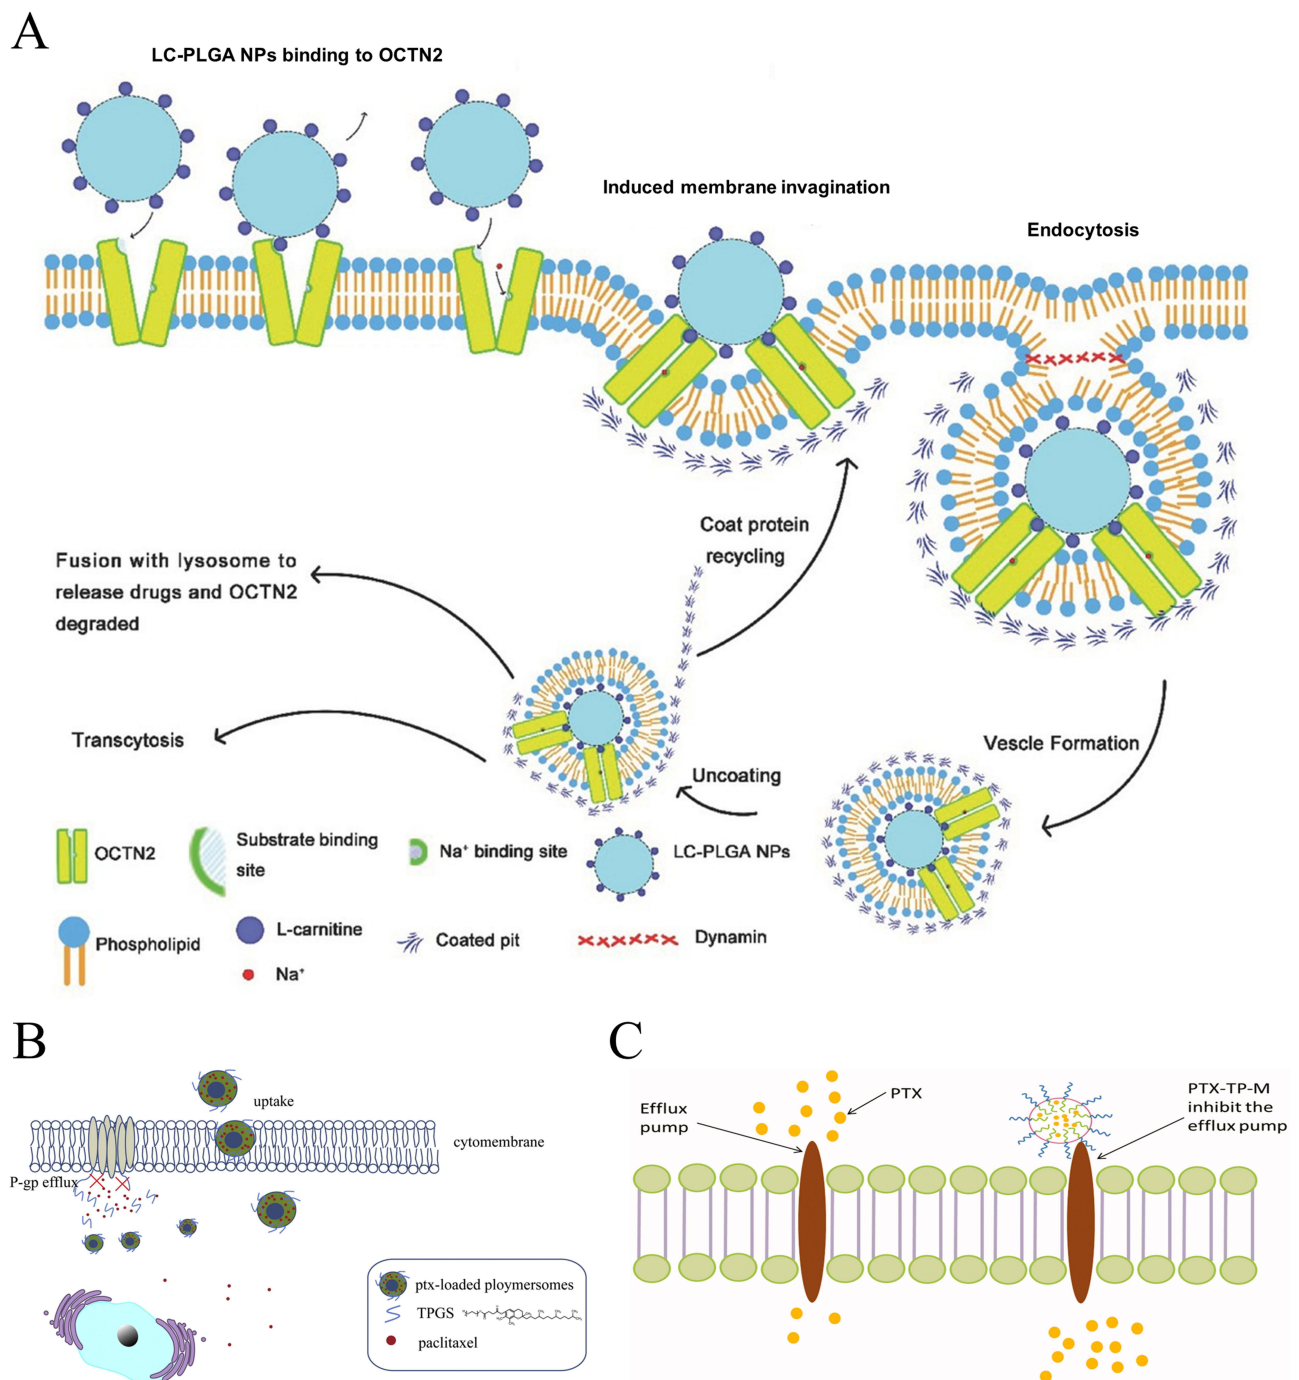 A
LC-PLGA NPs binding to OCTN2
Induced membrane invagination
Endocytosis
Coat protein
recycling
Fusion with lysosome to
release drugs and OCTN2
degraded
Transcytosis
Vescle Formation
Uncoating
OCTN2
Substrate binding
site
Na⁺ binding site
LC-PLGA NPs
Phospholipid
L-carnitine
Na⁺
Coated pit
Dynamin
B
uptake
cytomembrane
P-gp efflux
ptx-loaded ploymersomes
TPGS
paclitaxel
C
Efflux
pump
PTX
PTX-TP-M
inhibit the
efflux pump